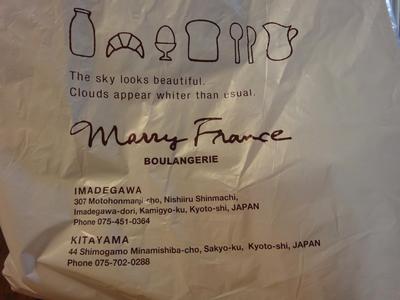 The sky looks beautiful.
Clouds appear whiter than usual.
Marry France
BOULANGERIE
IMADEGAWA
307 Motohonmanji-cho, Nishiiru Shinmachi,
Imadegawa-dori, Kamigyo-ku, Kyoto-shi, JAPAN
Phone 075-451-0364
KITAYAMA
44 Shimogamo Minamishiba-cho, Sakyo-ku, Kyoto-shi, JAPAN
Phone 075-702-0288